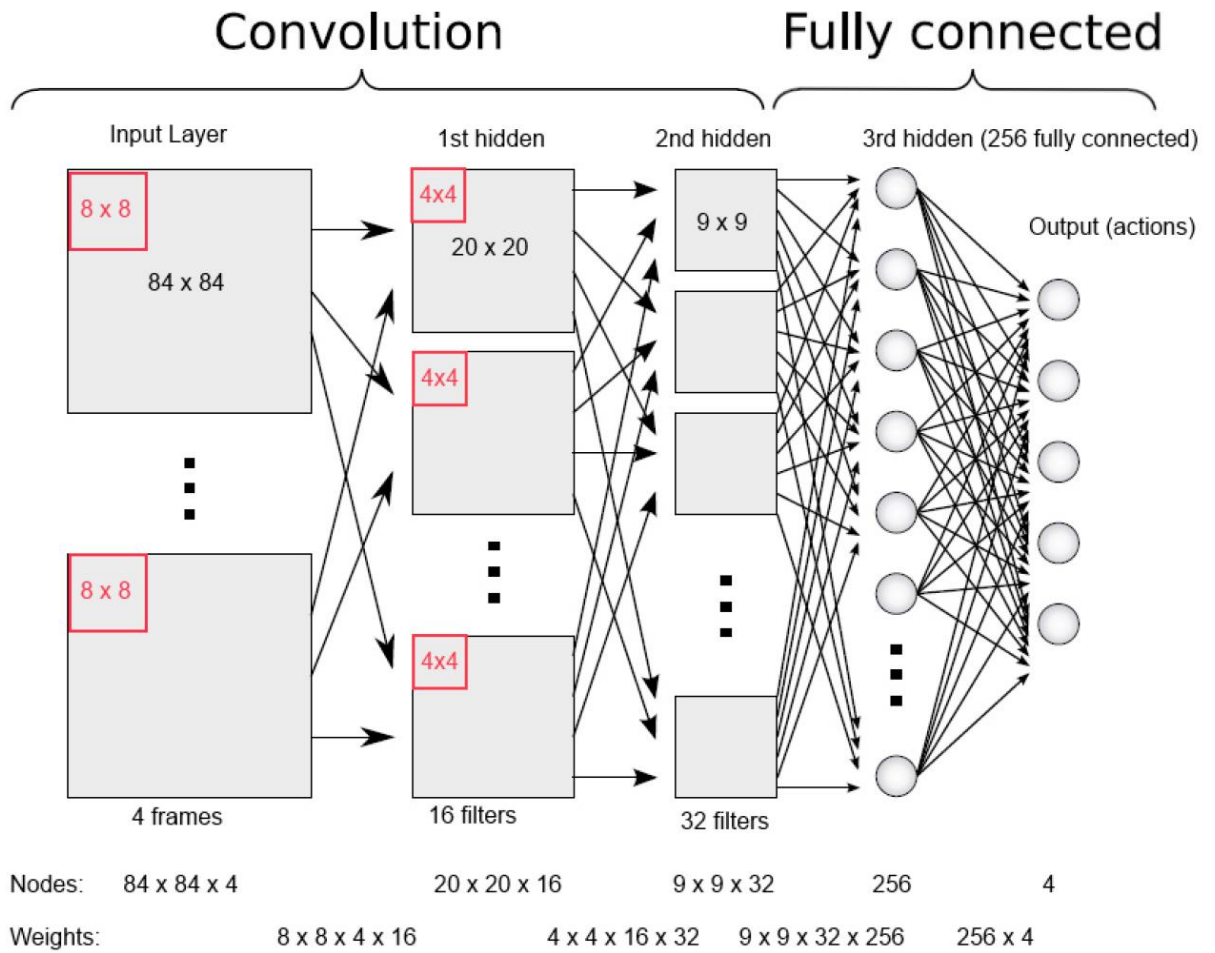 Convolution
Fully connected
Input Layer
1st hidden
2nd hidden
3rd hidden (256 fully connected)
8 x 8
4x4
84 x 84
20 x 20
9 x 9
Output (actions)
4x4
8 x 8
4x4
4 frames
16 filters
32 filters
Nodes: 84 x 84 x 4 20 x 20 x 16 9 x 9 x 32 256 4
Weights: 8 x 8 x 4 x 16 4 x 4 x 16 x 32 9 x 9 x 32 x 256 256 x 4